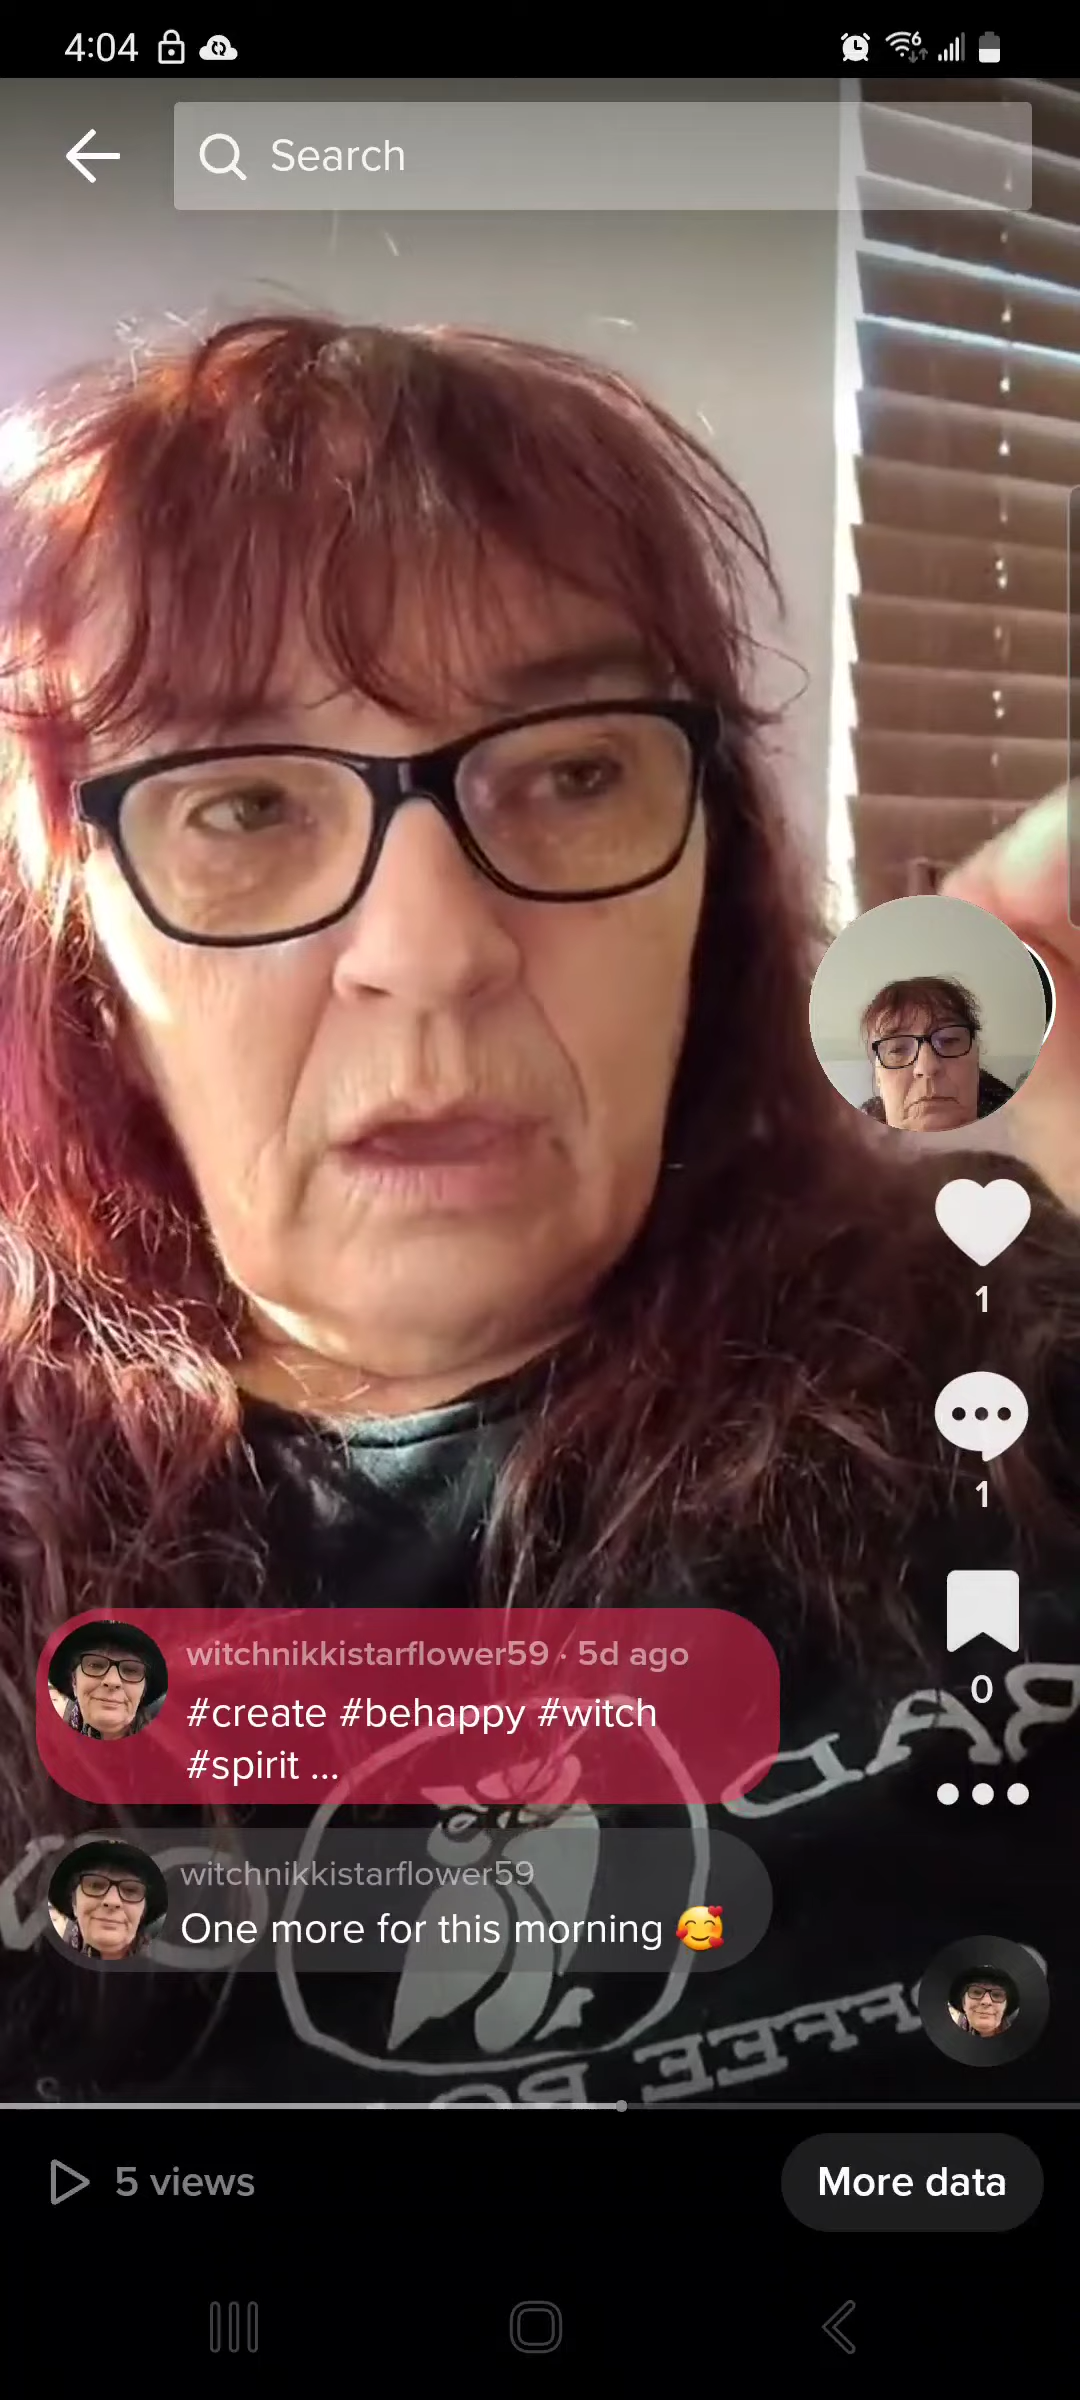 4:04
6
Search
1
1
0
witchnikkistarflower59 · 5d ago
#create #behappy #witch
#spirit ...
witchnikkistarflower59
One more for this morning 🥰
5 views
More data